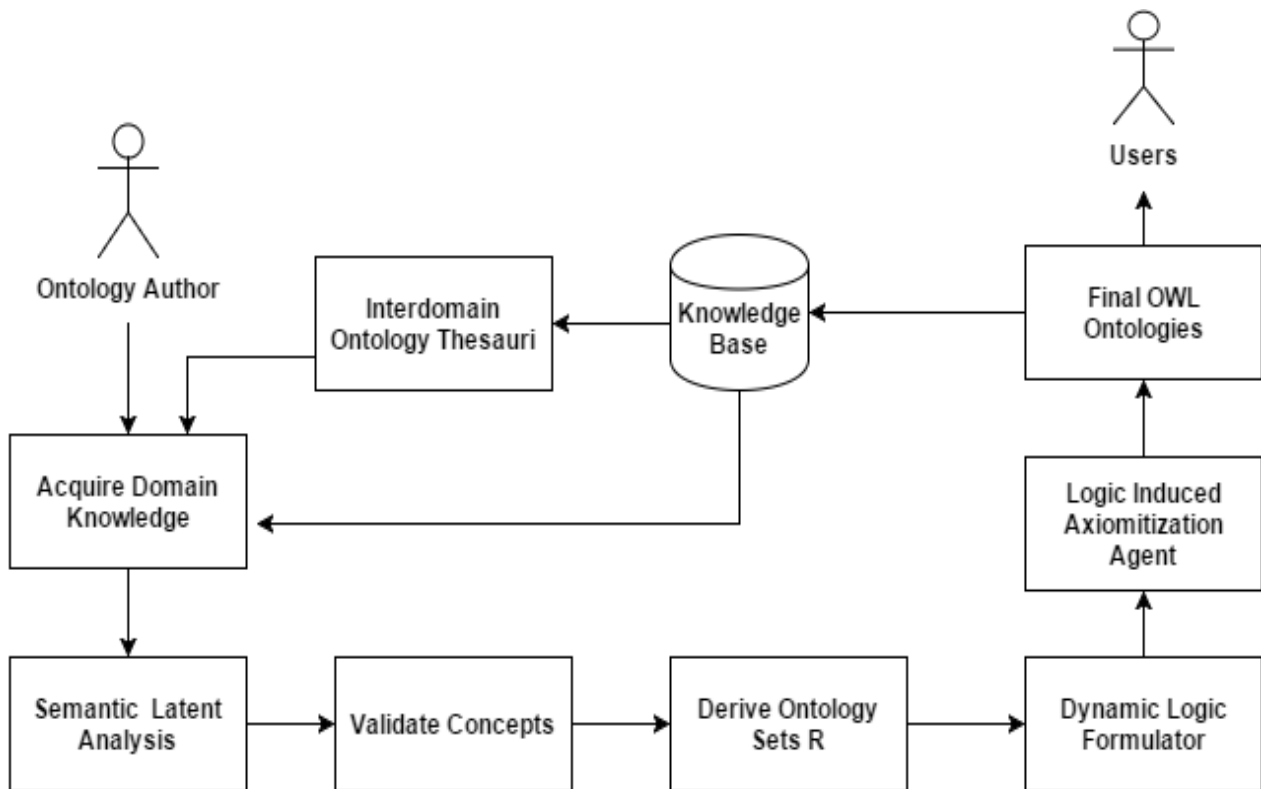 Users
Ontology Author
Interdomain
Ontology Thesauri
Knowledge
Base
Final OWL
Ontologies
Acquire Domain
Knowledge
Logic Induced
Axiomitization
Agent
Semantic Latent
Analysis
Validate Concepts
Derive Ontology
Sets R
Dynamic Logic
Formulator